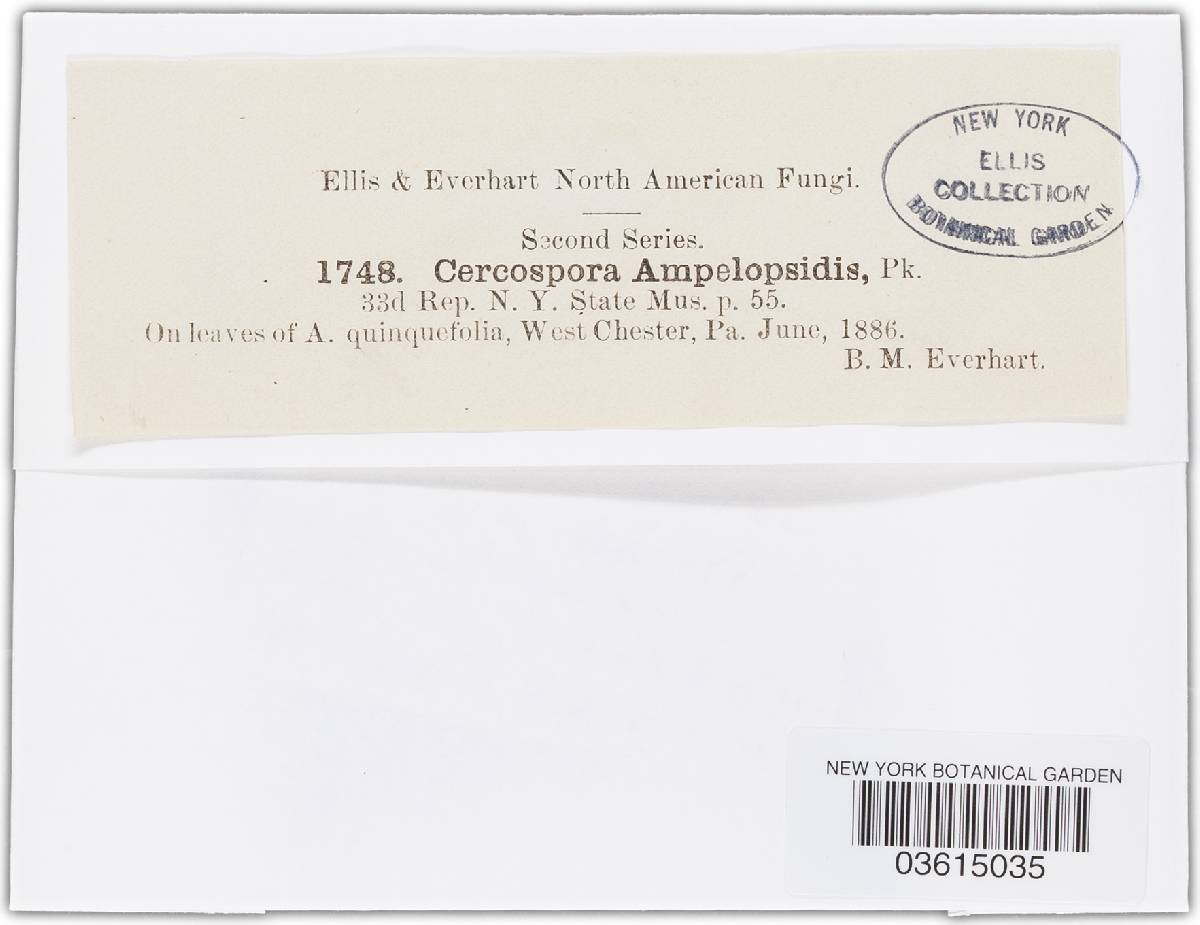 Ellis & Everhart North American Fungi.
Second Series.
1748. Cercospora Ampelopsidis, Pk.
33d Rep. N. Y. State Mus. p. 55.
On leaves of A. quinquefolia, West Chester, Pa. June, 1886.
B. M. Everhart.
NEW YORK
ELLIS
COLLECTION
BOTANICAL GARDEN
NEW YORK BOTANICAL GARDEN
03615035